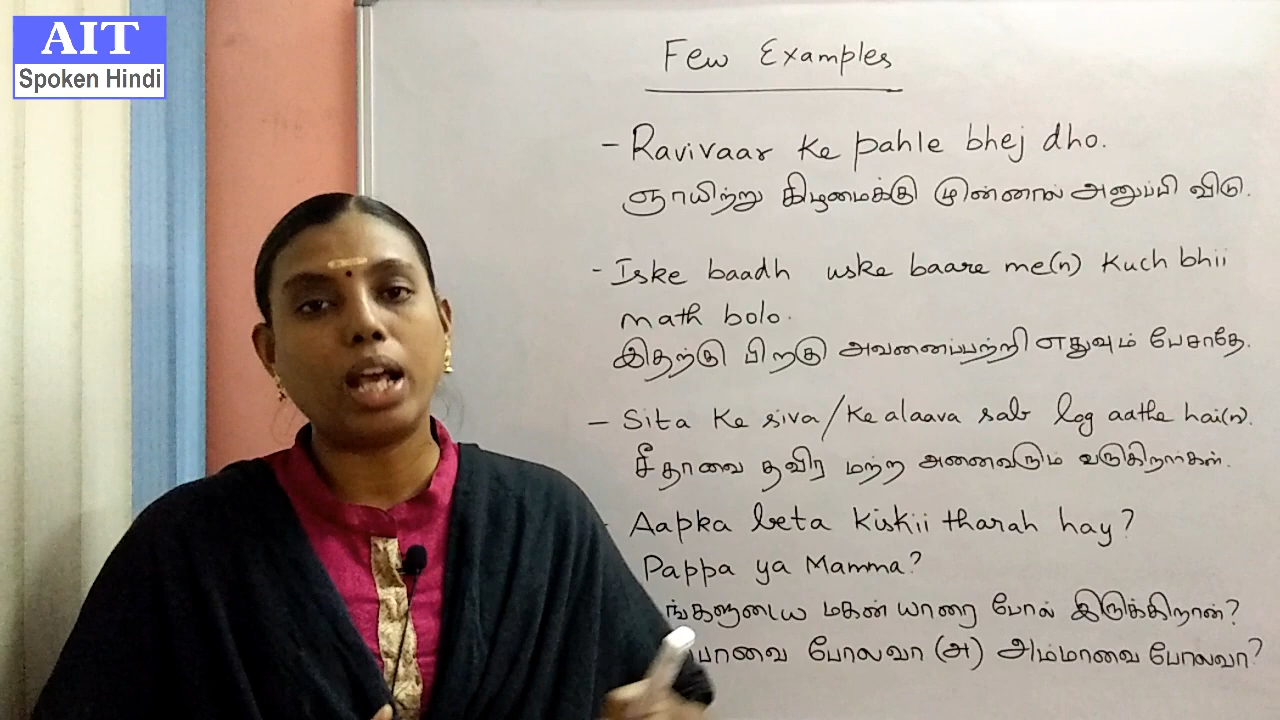 AIT
Spoken Hindi
Few Examples
- Ravivaar Ke pahle bhej dho.
ஞாயிற்று கிழமைக்கு முன்னால் அனுப்பி விடு.
- Iske baadh uske baare me(n) Kuch bhii
math bolo.
இதற்கு பிறகு அவனைப்பற்றி எதுவும் பேசாதே.
- Sita Ke siva/Ke alaava sab log aathe hai(n).
சீதாவை தவிர மற்ற அனைவரும் வருகிறார்கள்.
- Aapka beta Kiskii tharah hay?
Pappa ya Mamma?
ங்களுடைய மகன் யாரை போல் இருக்கிறான்?
பாவை போலவா (அ) அம்மாவை போலவா?